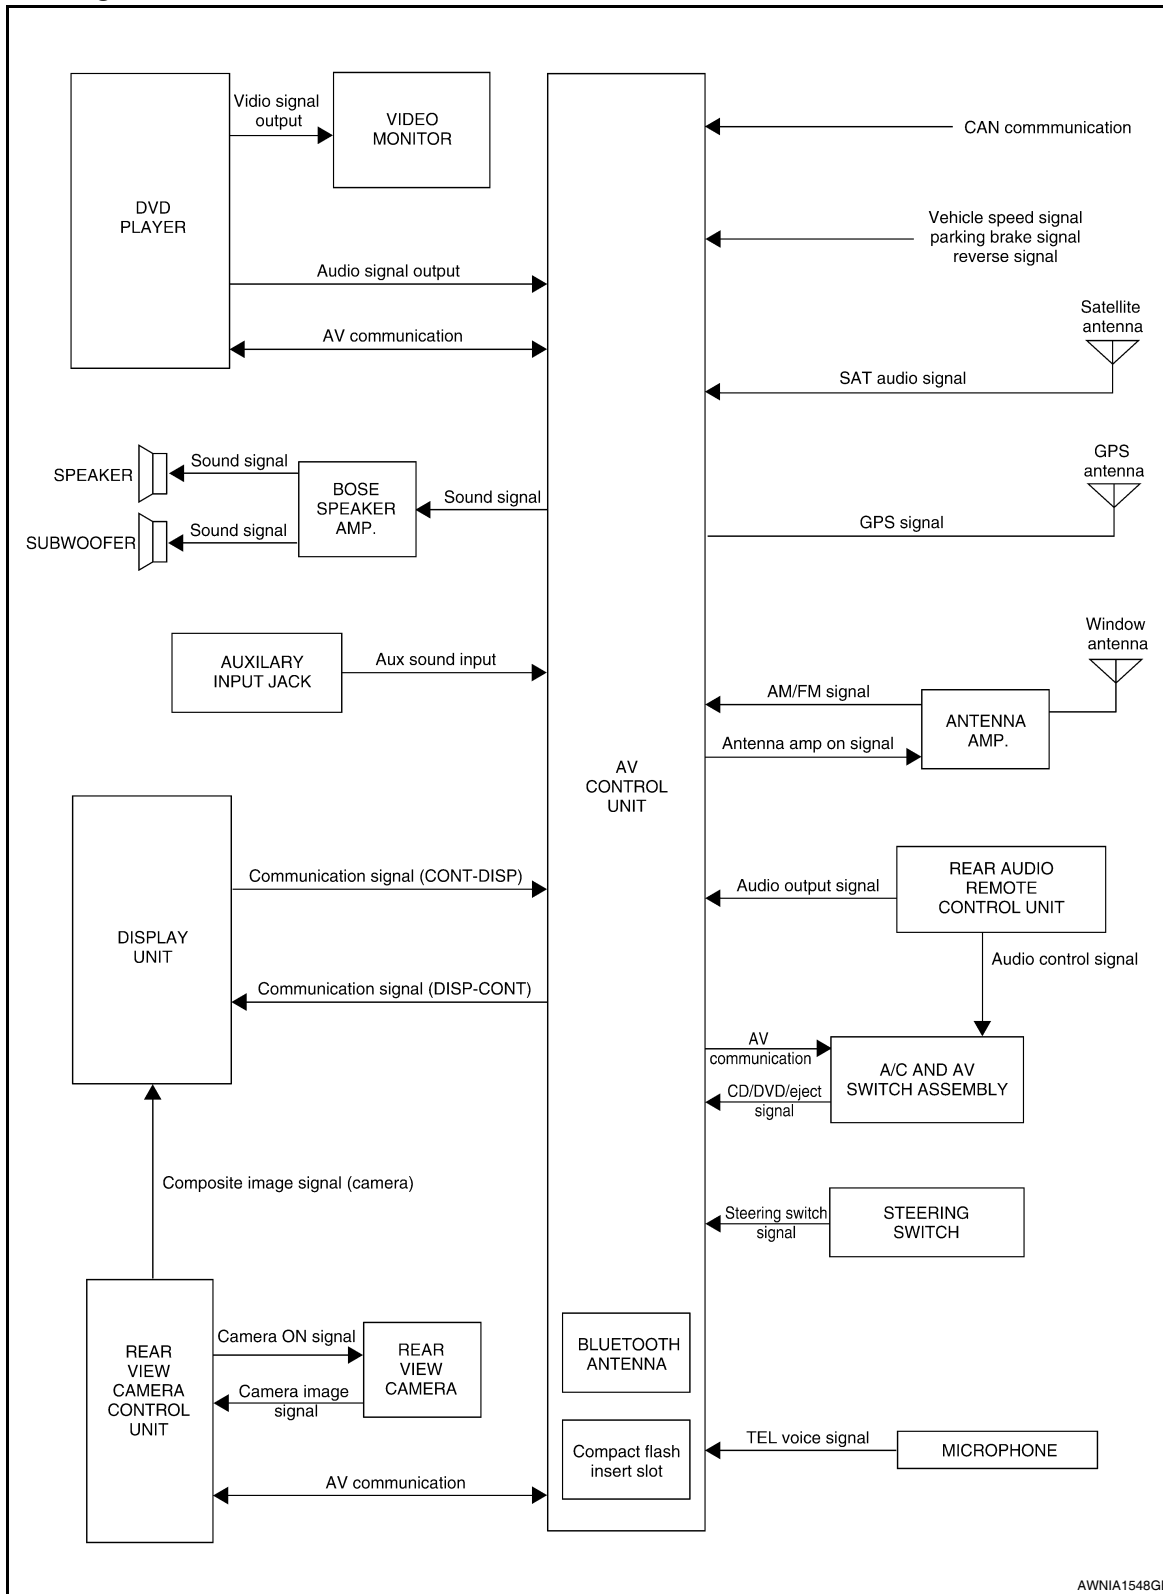 Vidio signal
output
VIDEO
MONITOR
DVD
PLAYER
Audio signal output
AV communication
CAN commmunication
Vehicle speed signal
parking brake signal
reverse signal
Satellite
antenna
SAT audio signal
SPEAKER
Sound signal
SUBWOOFER
Sound signal
BOSE
SPEAKER
AMP.
Sound signal
GPS
antenna
GPS signal
AUXILARY
INPUT JACK
Aux sound input
Window
antenna
AM/FM signal
Antenna amp on signal
ANTENNA
AMP.
AV
CONTROL
UNIT
DISPLAY
UNIT
Communication signal (CONT-DISP)
Communication signal (DISP-CONT)
Audio output signal
REAR AUDIO
REMOTE
CONTROL UNIT
Audio control signal
AV
communication
CD/DVD/eject
signal
A/C AND AV
SWITCH ASSEMBLY
Composite image signal (camera)
Steering switch
signal
STEERING
SWITCH
REAR
VIEW
CAMERA
CONTROL
UNIT
Camera ON signal
Camera image
signal
REAR
VIEW
CAMERA
AV communication
BLUETOOTH
ANTENNA
Compact flash
insert slot
TEL voice signal
MICROPHONE